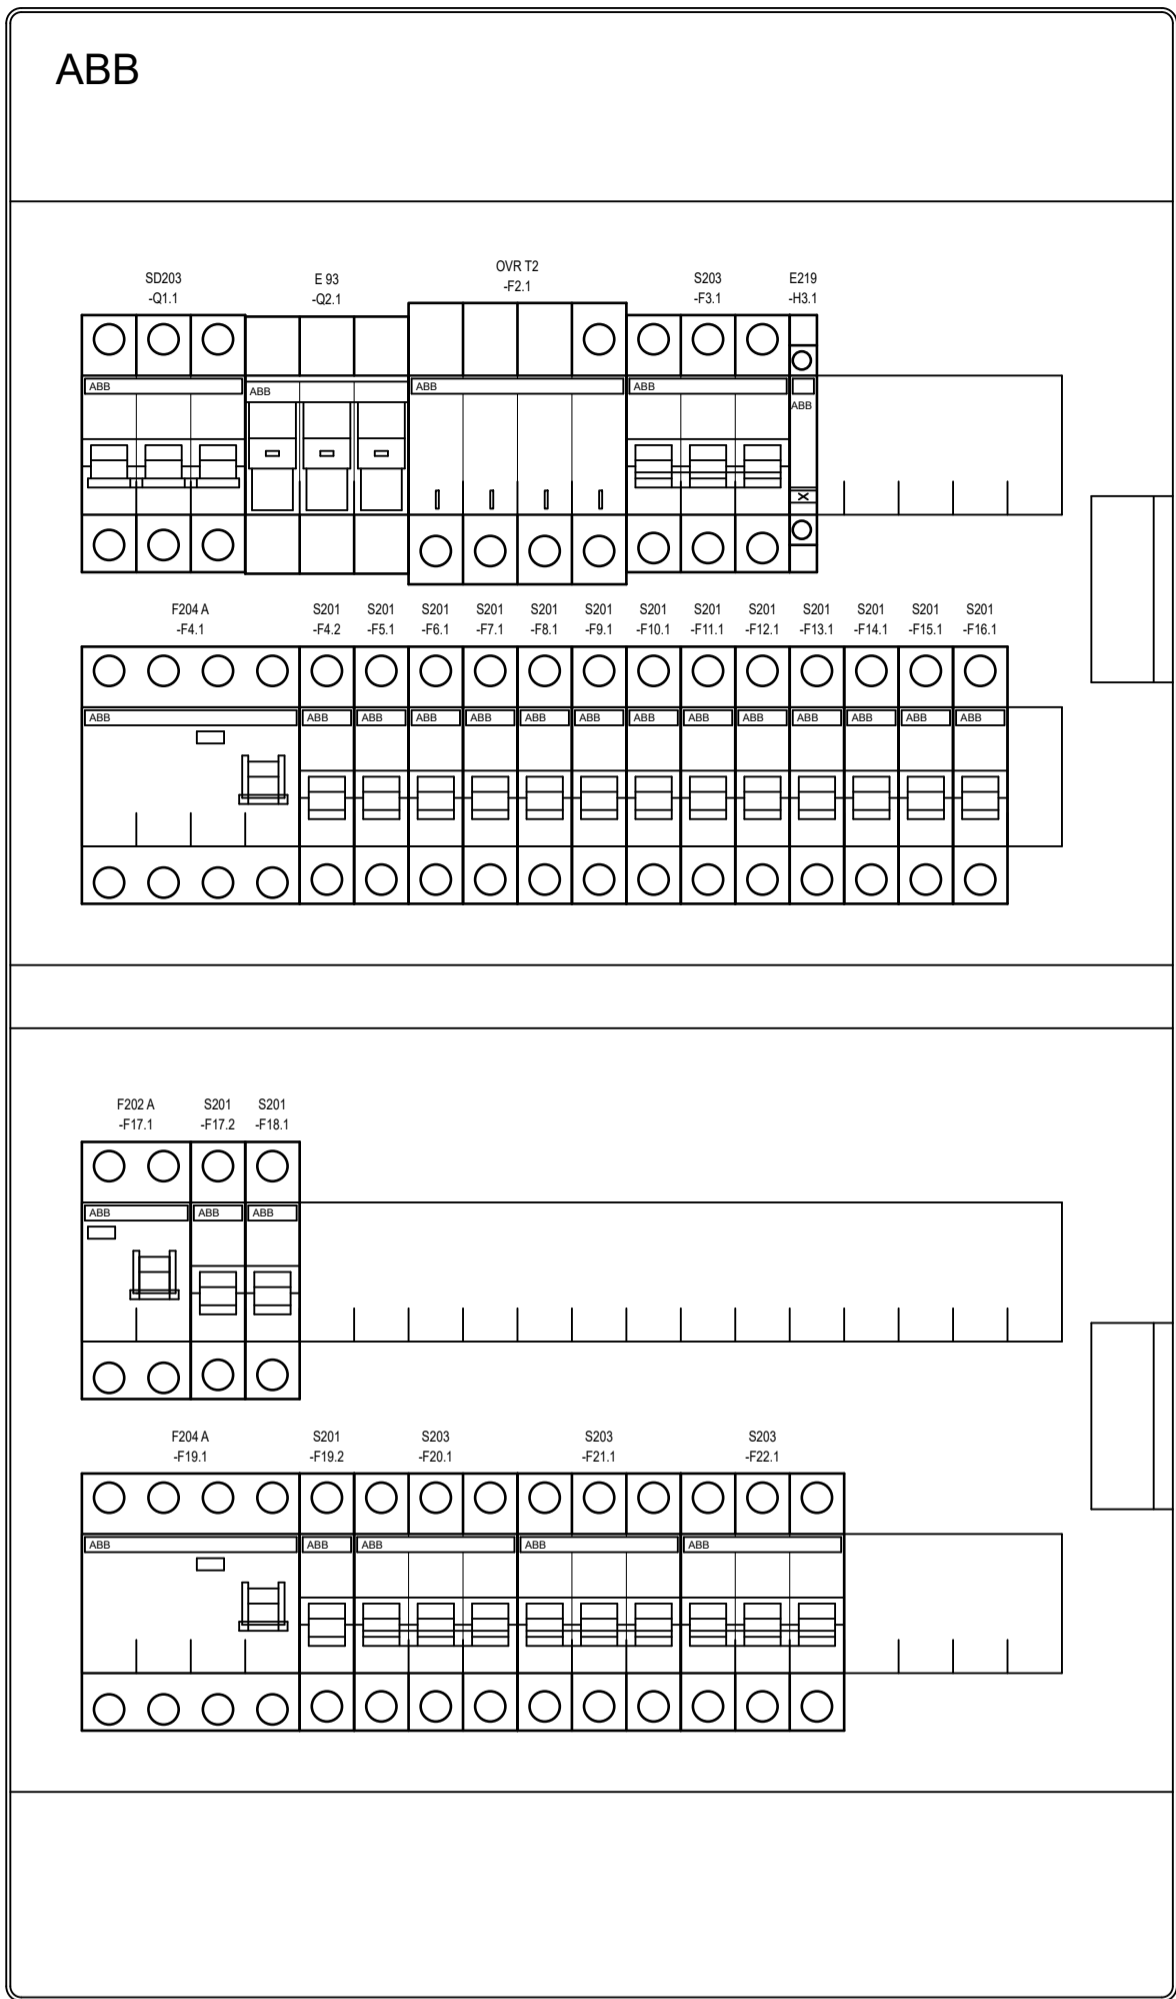 ABB
SD203
-Q1.1
E 93
-Q2.1
OVR T2
-F2.1
S203
-F3.1
E219
-H3.1
ABB
ABB
ABB
ABB
ABB
X
F204 A
-F4.1
S201
-F4.2
S201
-F5.1
S201
-F6.1
S201
-F7.1
S201
-F8.1
S201
-F9.1
S201
-F10.1
S201
-F11.1
S201
-F12.1
S201
-F13.1
S201
-F14.1
S201
-F15.1
S201
-F16.1
ABB
ABB
ABB
ABB
ABB
ABB
ABB
ABB
ABB
ABB
ABB
ABB
ABB
ABB
F202 A
-F17.1
S201
-F17.2
S201
-F18.1
ABB
ABB
ABB
F204 A
-F19.1
S201
-F19.2
S203
-F20.1
S203
-F21.1
S203
-F22.1
ABB
ABB
ABB
ABB
ABB